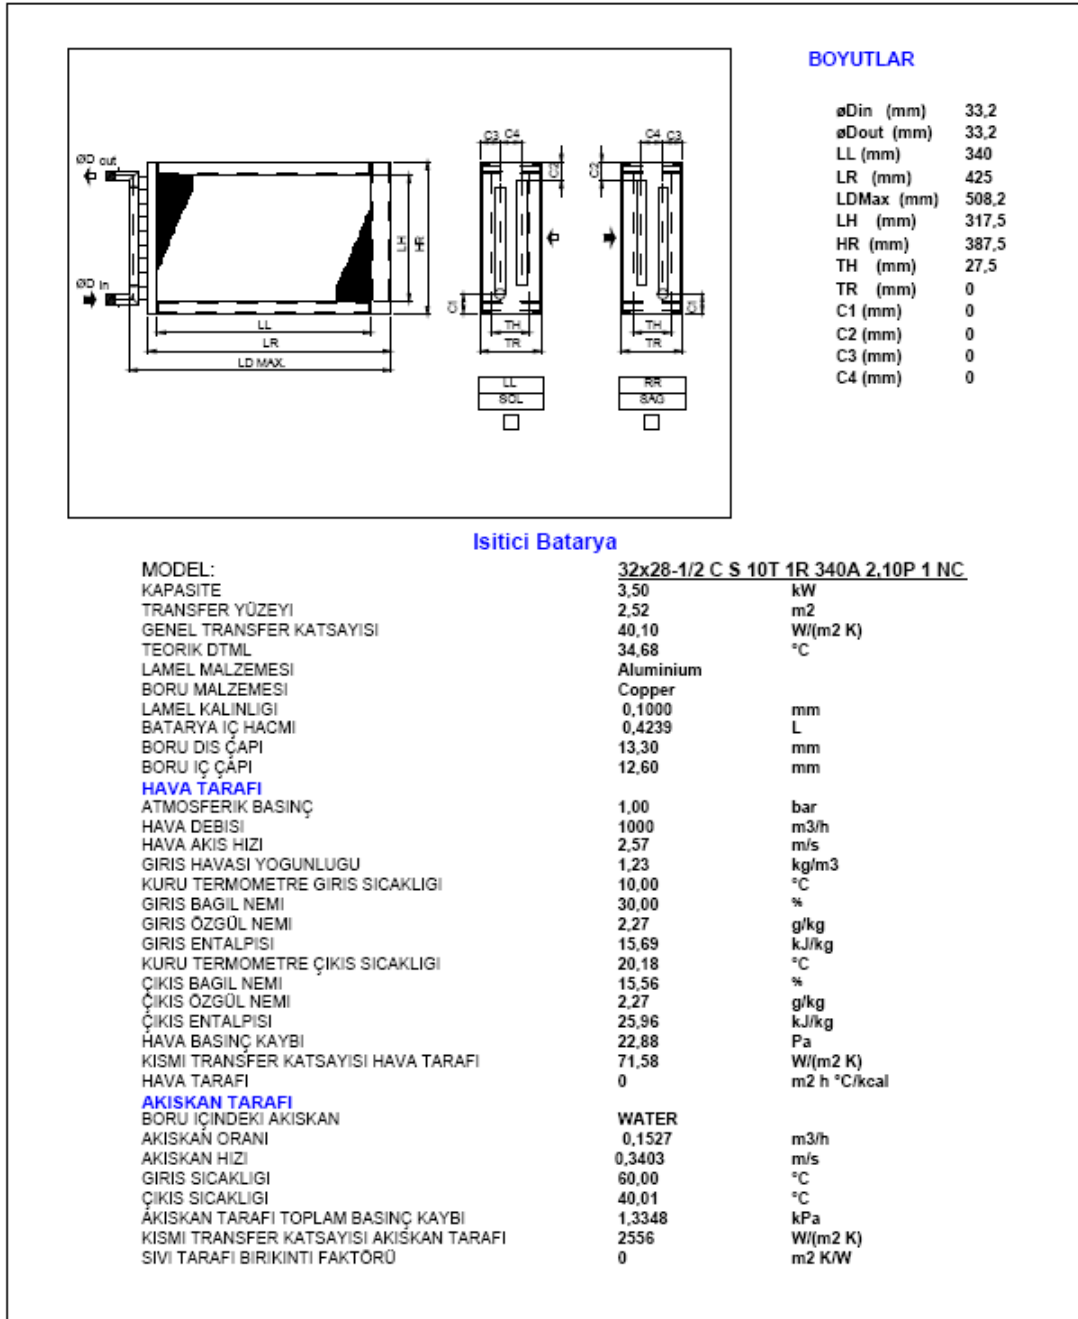 BOYUTLAR
øDin (mm) 33,2
øDout (mm) 33,2
LL (mm) 340
LR (mm) 425
LDMax (mm) 508,2
LH (mm) 317,5
HR (mm) 387,5
TH (mm) 27,5
TR (mm) 0
C1 (mm) 0
C2 (mm) 0
C3 (mm) 0
C4 (mm) 0
ØD out
ØD in
LH
HR
LL
LR
LD MAX.
C3 C4
C2
C1
TH
TR
LL
SOL
C4 C3
C2
C1
TH
TR
RR
SAG
Isitici Batarya
MODEL: 32x28-1/2 C S 10T 1R 340A 2,10P 1 NC
KAPASITE 3,50 kW
TRANSFER YÜZEYI 2,52 m2
GENEL TRANSFER KATSAYISI 40,10 W/(m2 K)
TEORIK DTML 34,68 °C
LAMEL MALZEMESI Aluminium
BORU MALZEMESI Copper
LAMEL KALINLIGI 0,1000 mm
BATARYA IÇ HACMI 0,4239 L
BORU DIS ÇAPI 13,30 mm
BORU IÇ ÇAPI 12,60 mm
HAVA TARAFI
ATMOSFERIK BASINÇ 1,00 bar
HAVA DEBISI 1000 m3/h
HAVA AKIS HIZI 2,57 m/s
GIRIS HAVASI YOGUNLUGU 1,23 kg/m3
KURU TERMOMETRE GIRIS SICAKLIGI 10,00 °C
GIRIS BAGIL NEMI 30,00 %
GIRIS ÖZGÜL NEMI 2,27 g/kg
GIRIS ENTALPISI 15,69 kJ/kg
KURU TERMOMETRE ÇIKIS SICAKLIGI 20,18 °C
ÇIKIS BAGIL NEMI 15,56 %
ÇIKIS ÖZGÜL NEMI 2,27 g/kg
ÇIKIS ENTALPISI 25,96 kJ/kg
HAVA BASINÇ KAYBI 22,88 Pa
KISMI TRANSFER KATSAYISI HAVA TARAFI 71,58 W/(m2 K)
HAVA TARAFI 0 m2 h °C/kcal
AKISKAN TARAFI
BORU IÇINDEKI AKISKAN WATER
AKISKAN ORANI 0,1527 m3/h
AKISKAN HIZI 0,3403 m/s
GIRIS SICAKLIGI 60,00 °C
ÇIKIS SICAKLIGI 40,01 °C
AKISKAN TARAFI TOPLAM BASINÇ KAYBI 1,3348 kPa
KISMI TRANSFER KATSAYISI AKISKAN TARAFI 2556 W/(m2 K)
SIVI TARAFI BIRIKINTI FAKTÖRÜ 0 m2 K/W